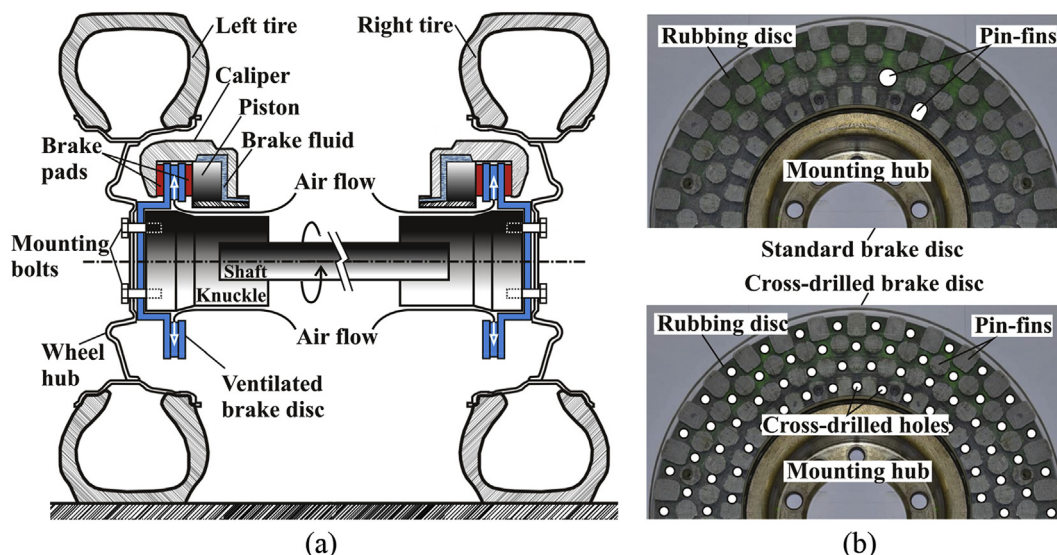 (a)
Left tire
Right tire
Caliper
Piston
Brake fluid
Brake
pads
Air flow
Mounting
bolts
Shaft
Knuckle
Air flow
Wheel
hub
Ventilated
brake disc
(b)
Rubbing disc
Pin-fins
Mounting hub
Standard brake disc
Cross-drilled brake disc
Rubbing disc
Pin-fins
Cross-drilled holes
Mounting hub